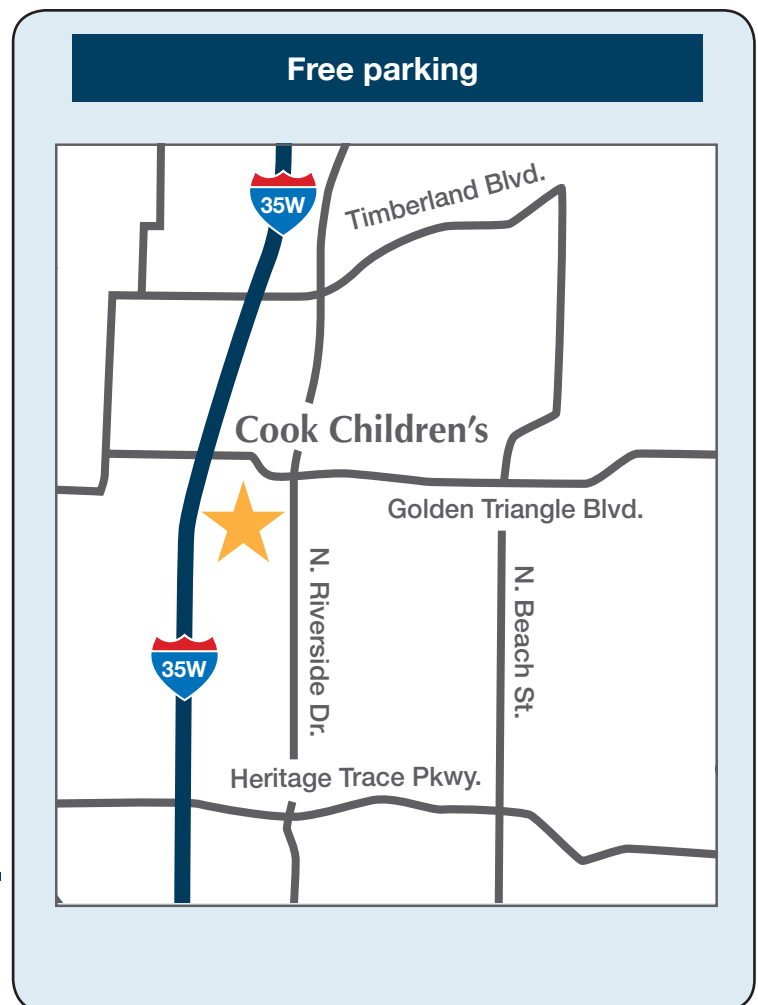 Free parking
35W
Timberland Blvd.
Cook Children's
Golden Triangle Blvd.
N. Riverside Dr.
N. Beach St.
35W
Heritage Trace Pkwy.